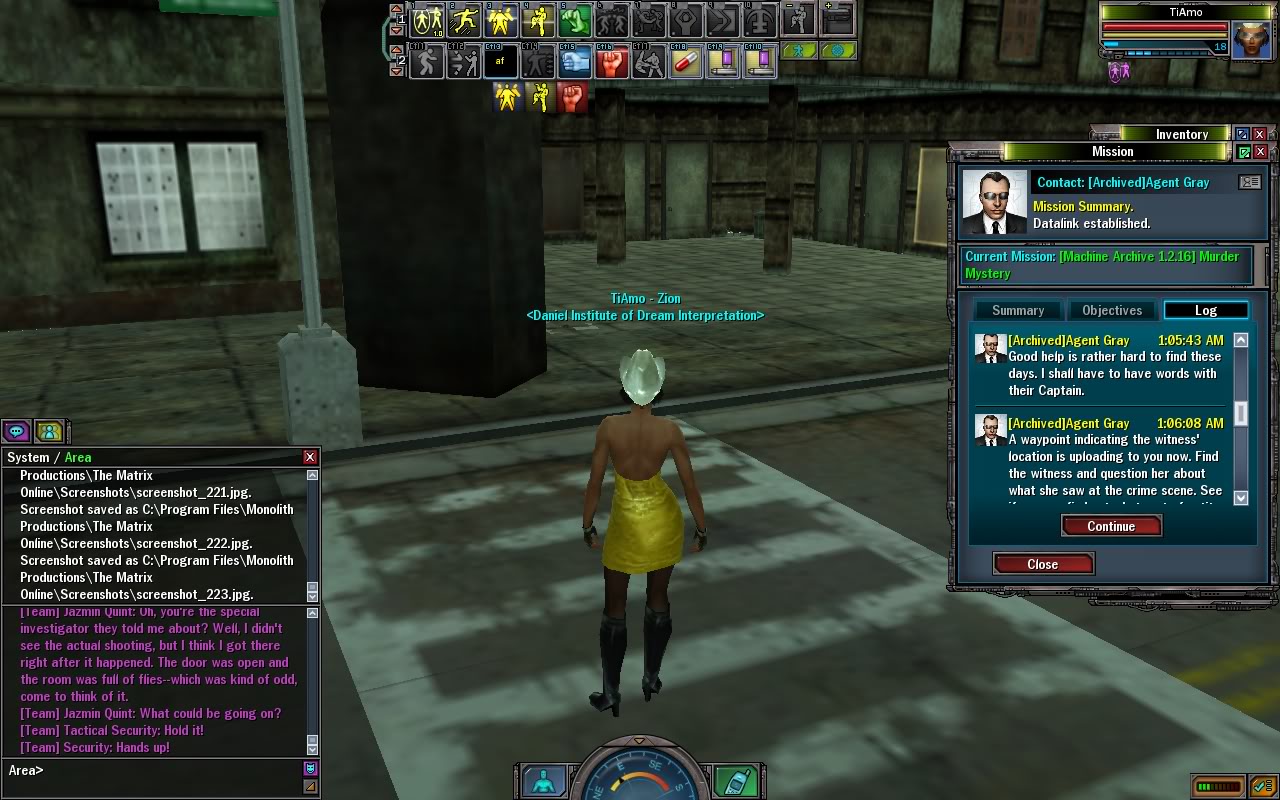 TiAmo
18
1
1.0
2
af
Inventory
Mission
Contact: [Archived]Agent Gray
Mission Summary.
Datalink established.
Current Mission: [Machine Archive 1.2.16] Murder
Mystery
Summary Objectives Log
[Archived]Agent Gray 1:05:43 AM
Good help is rather hard to find these
days. I shall have to have words with
their Captain.
[Archived]Agent Gray 1:06:08 AM
A waypoint indicating the witness'
location is uploading to you now. Find
the witness and question her about
what she saw at the crime scene. See
Continue
Close
TiAmo - Zion
<Daniel Institute of Dream Interpretation>
System / Area
Productions\The Matrix
Online\Screenshots\screenshot_221.jpg.
Screenshot saved as C:\Program Files\Monolith
Productions\The Matrix
Online\Screenshots\screenshot_222.jpg.
Screenshot saved as C:\Program Files\Monolith
Productions\The Matrix
Online\Screenshots\screenshot_223.jpg.
[Team] Jazmin Quint: Oh, you're the special
investigator they told me about? Well, I didn't
see the actual shooting, but I think I got there
right after it happened. The door was open and
the room was full of flies--which was kind of odd,
come to think of it.
[Team] Jazmin Quint: What could be going on?
[Team] Tactical Security: Hold it!
[Team] Security: Hands up!
Area>
NE E SE S